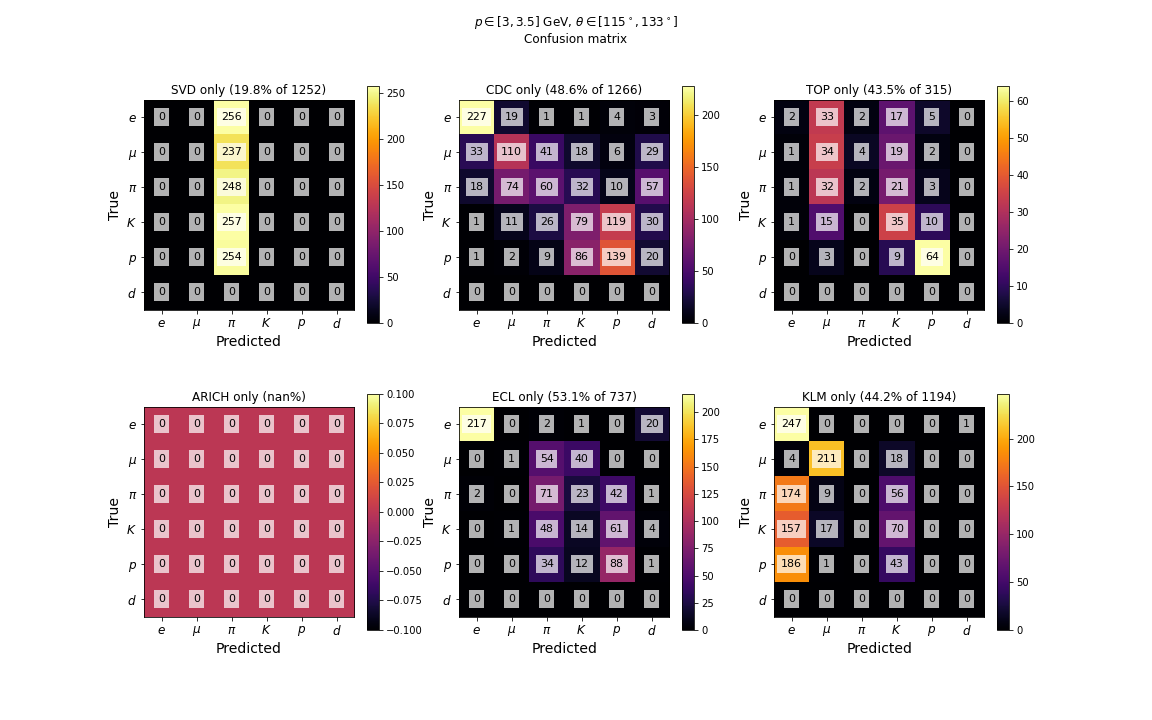 p ∈ [3, 3.5] GeV, θ ∈ [115°, 133°]
Confusion matrix
SVD only (19.8% of 1252)
True
e 0 0 256 0 0 0
μ 0 0 237 0 0 0
π 0 0 248 0 0 0
K 0 0 257 0 0 0
p 0 0 254 0 0 0
d 0 0 0 0 0 0
e μ π K p d
Predicted
250
200
150
100
50
0
CDC only (48.6% of 1266)
True
e 227 19 1 1 4 3
μ 33 110 41 18 6 29
π 18 74 60 32 10 57
K 1 11 26 79 119 30
p 1 2 9 86 139 20
d 0 0 0 0 0 0
e μ π K p d
Predicted
200
150
100
50
0
TOP only (43.5% of 315)
True
e 2 33 2 17 5 0
μ 1 34 4 19 2 0
π 1 32 2 21 3 0
K 1 15 0 35 10 0
p 0 3 0 9 64 0
d 0 0 0 0 0 0
e μ π K p d
Predicted
60
50
40
30
20
10
0
ARICH only (nan%)
True
e 0 0 0 0 0 0
μ 0 0 0 0 0 0
π 0 0 0 0 0 0
K 0 0 0 0 0 0
p 0 0 0 0 0 0
d 0 0 0 0 0 0
e μ π K p d
Predicted
0.100
0.075
0.050
0.025
0.000
−0.025
−0.050
−0.075
−0.100
ECL only (53.1% of 737)
True
e 217 0 2 1 0 20
μ 0 1 54 40 0 0
π 2 0 71 23 42 1
K 0 1 48 14 61 4
p 0 0 34 12 88 1
d 0 0 0 0 0 0
e μ π K p d
Predicted
200
175
150
125
100
75
50
25
0
KLM only (44.2% of 1194)
True
e 247 0 0 0 0 1
μ 4 211 0 18 0 0
π 174 9 0 56 0 0
K 157 17 0 70 0 0
p 186 1 0 43 0 0
d 0 0 0 0 0 0
e μ π K p d
Predicted
200
150
100
50
0